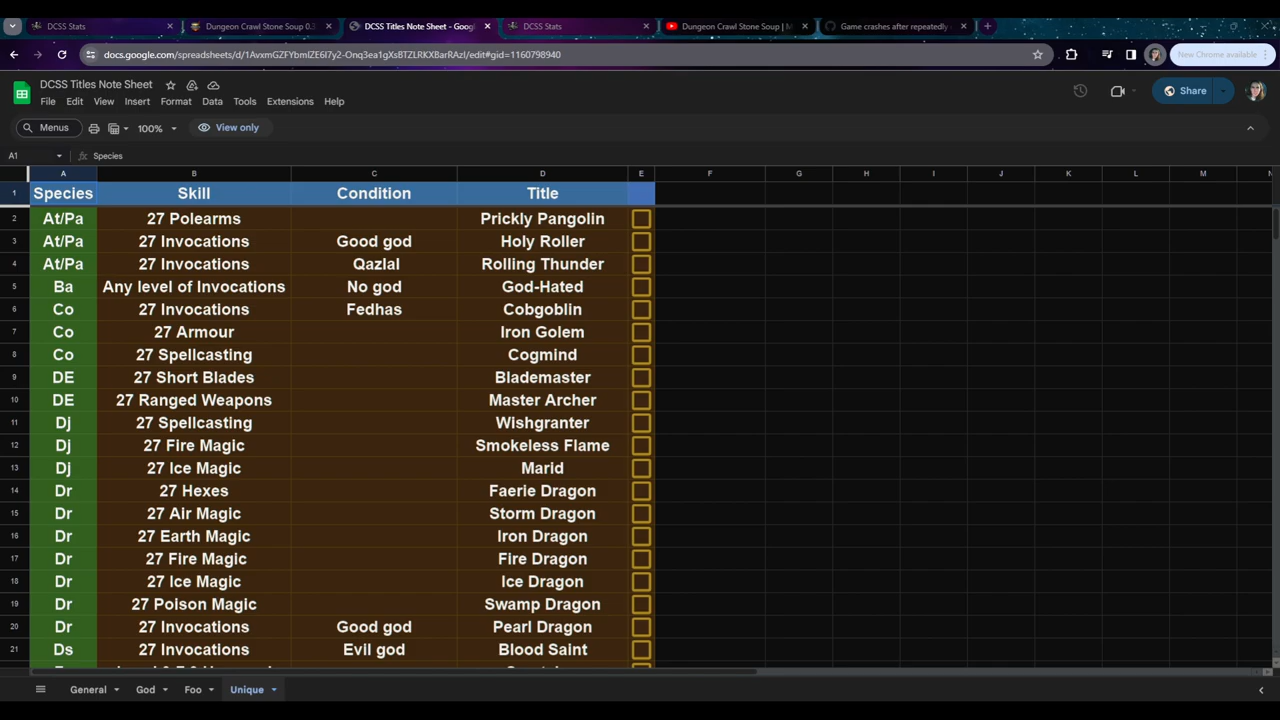 DCSS Stats
Dungeon Crawl Stone Soup 0.3
DCSS Titles Note Sheet - Goog
DCSS Stats
Dungeon Crawl Stone Soup | M
Game crashes after repeatedly
docs.google.com/spreadsheets/d/1AvxmGZFYbmlZE6l7y2-Onq3ea1gXsBTZLRKXBarRAzI/edit#gid=1160798940
New Chrome available
DCSS Titles Note Sheet
File Edit View Insert Format Data Tools Extensions Help
Share
Menus 100% View only
A1 Species
A B C D E F G H I J K L M N
1 Species Skill Condition Title
2 At/Pa 27 Polearms Prickly Pangolin
3 At/Pa 27 Invocations Good god Holy Roller
4 At/Pa 27 Invocations Qazlal Rolling Thunder
5 Ba Any level of Invocations No god God-Hated
6 Co 27 Invocations Fedhas Cobgoblin
7 Co 27 Armour Iron Golem
8 Co 27 Spellcasting Cogmind
9 DE 27 Short Blades Blademaster
10 DE 27 Ranged Weapons Master Archer
11 Dj 27 Spellcasting Wishgranter
12 Dj 27 Fire Magic Smokeless Flame
13 Dj 27 Ice Magic Marid
14 Dr 27 Hexes Faerie Dragon
15 Dr 27 Air Magic Storm Dragon
16 Dr 27 Earth Magic Iron Dragon
17 Dr 27 Fire Magic Fire Dragon
18 Dr 27 Ice Magic Ice Dragon
19 Dr 27 Poison Magic Swamp Dragon
20 Dr 27 Invocations Good god Pearl Dragon
21 Ds 27 Invocations Evil god Blood Saint
General God Foo Unique